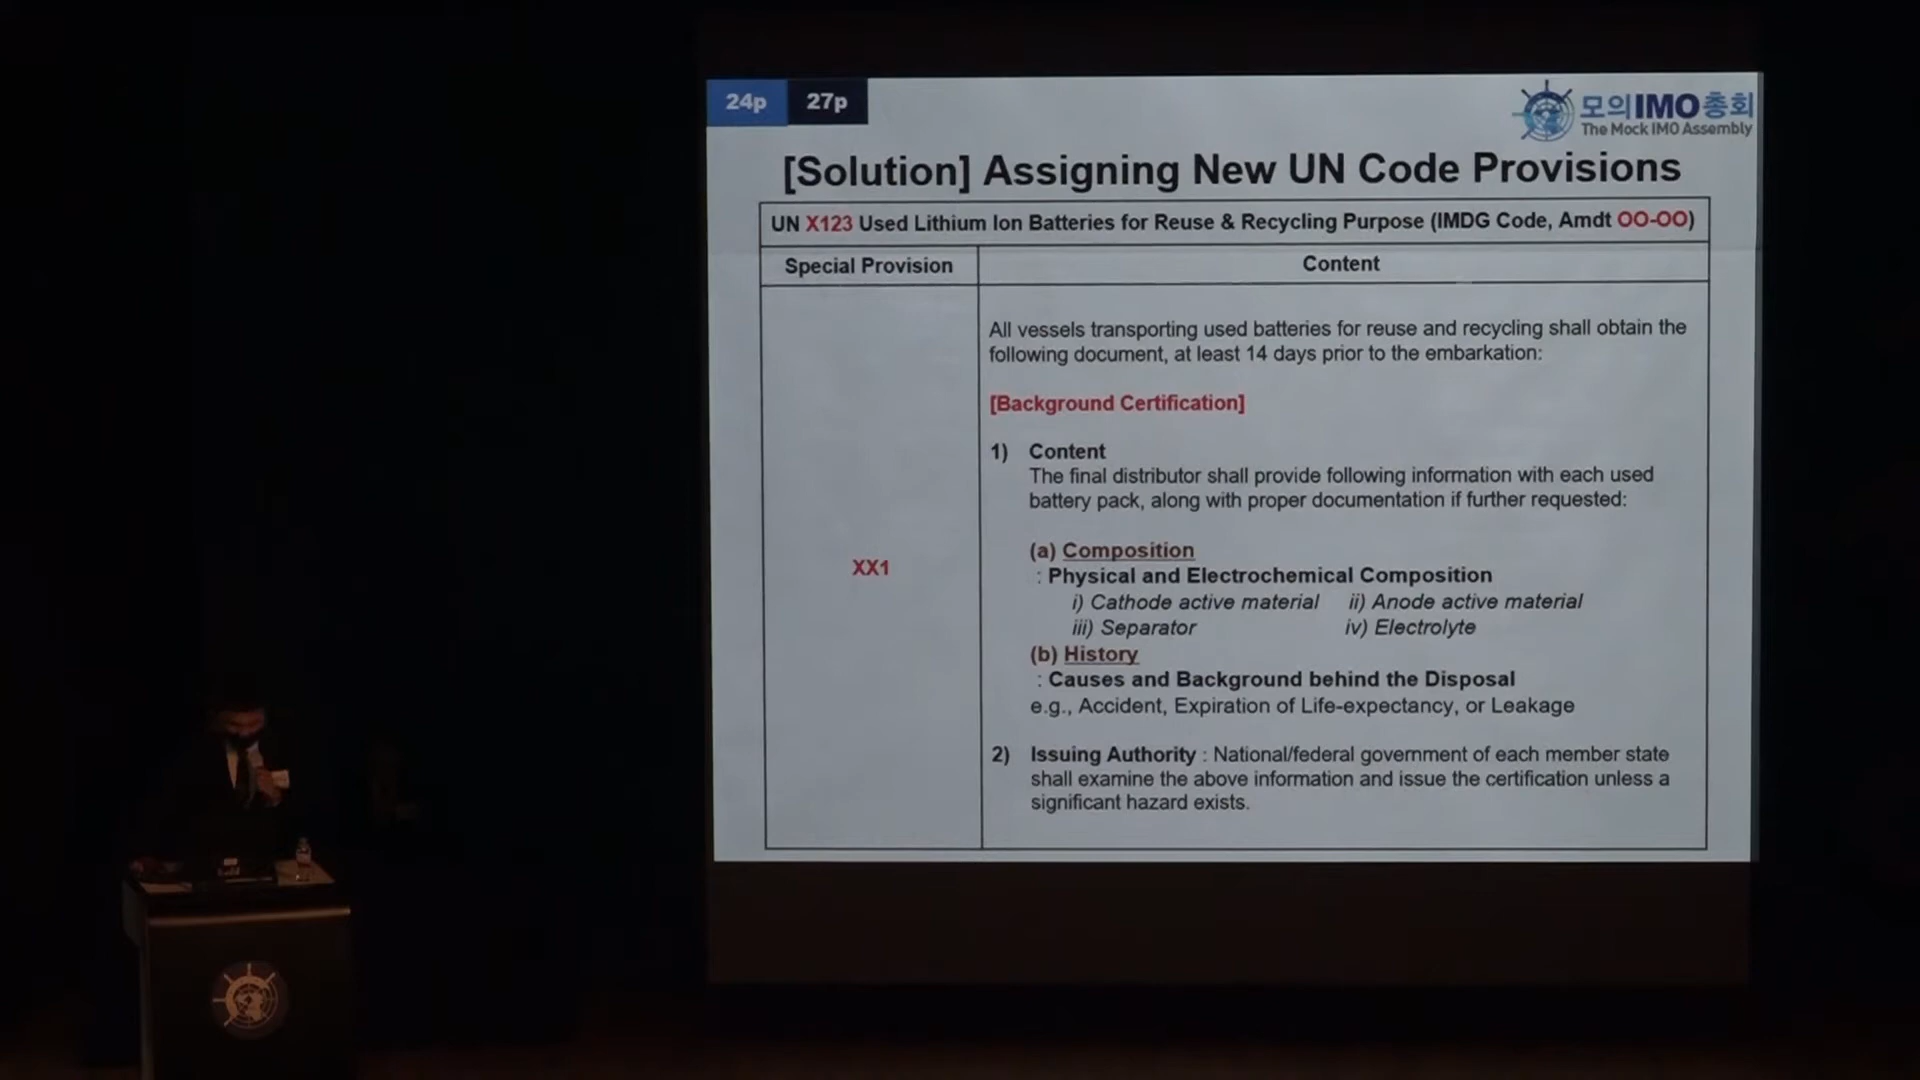 24p 27p
모의IMO총회
The Mock IMO Assembly
[Solution] Assigning New UN Code Provisions
UN X123 Used Lithium Ion Batteries for Reuse & Recycling Purpose (IMDG Code, Amdt OO-OO)
Special Provision
Content
XX1
All vessels transporting used batteries for reuse and recycling shall obtain the
following document, at least 14 days prior to the embarkation:
[Background Certification]
1) Content
The final distributor shall provide following information with each used
battery pack, along with proper documentation if further requested:
(a) Composition
: Physical and Electrochemical Composition
i) Cathode active material ii) Anode active material
iii) Separator iv) Electrolyte
(b) History
: Causes and Background behind the Disposal
e.g., Accident, Expiration of Life-expectancy, or Leakage
2) Issuing Authority : National/federal government of each member state
shall examine the above information and issue the certification unless a
significant hazard exists.